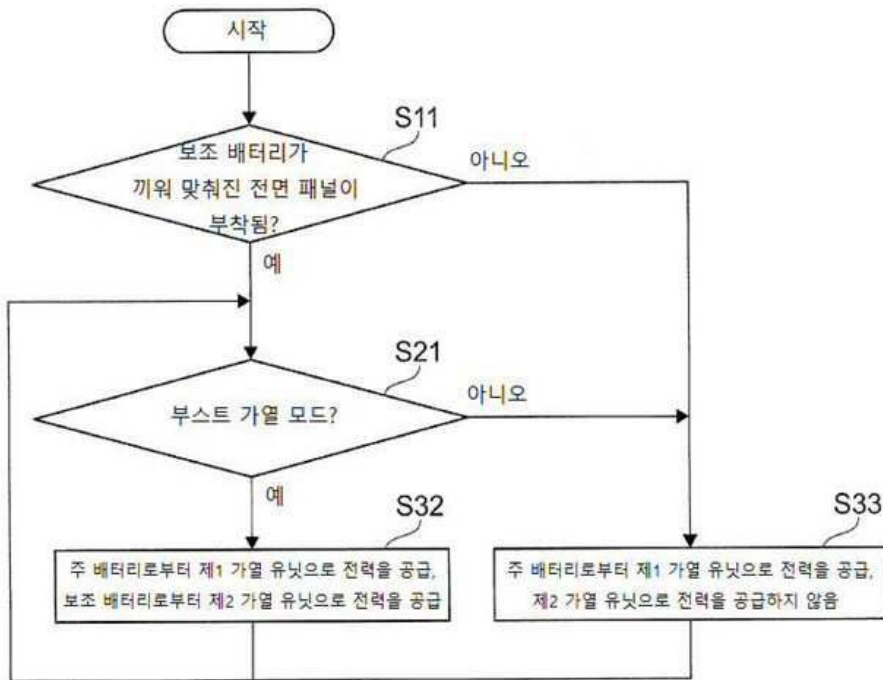 시작
S11
보조 배터리가
끼워 맞춰진 전면 패널이
부착됨?
아니오
예
S21
부스트 가열 모드?
아니오
예
S32
주 배터리로부터 제1 가열 유닛으로 전력을 공급,
보조 배터리로부터 제2 가열 유닛으로 전력을 공급
S33
주 배터리로부터 제1 가열 유닛으로 전력을 공급,
제2 가열 유닛으로 전력을 공급하지 않음